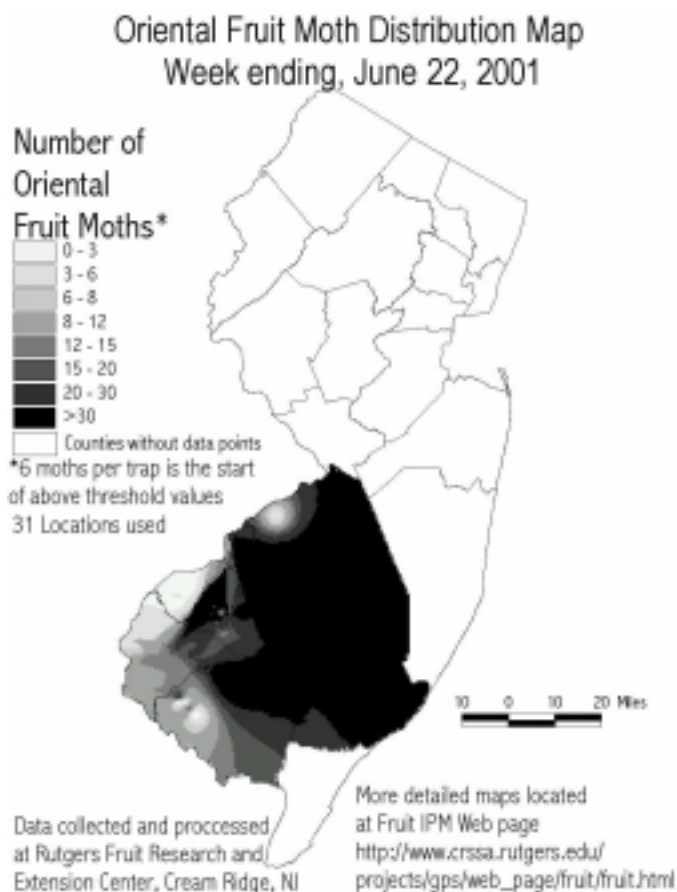 Oriental Fruit Moth Distribution Map
Week ending, June 22, 2001
Number of
Oriental
Fruit Moths*
0 - 3
3 - 6
6 - 8
8 - 12
12 - 15
15 - 20
20 - 30
>30
Counties without data points
*6 moths per trap is the start
of above threshold values
31 Locations used
10 0 10 20 Miles
Data collected and proccessed
at Rutgers Fruit Research and
Extension Center, Cream Ridge, NJ
More detailed maps located
at Fruit IPM Web page
http://www.crssa.rutgers.edu/
projects/gps/web_page/fruit/fruit.html